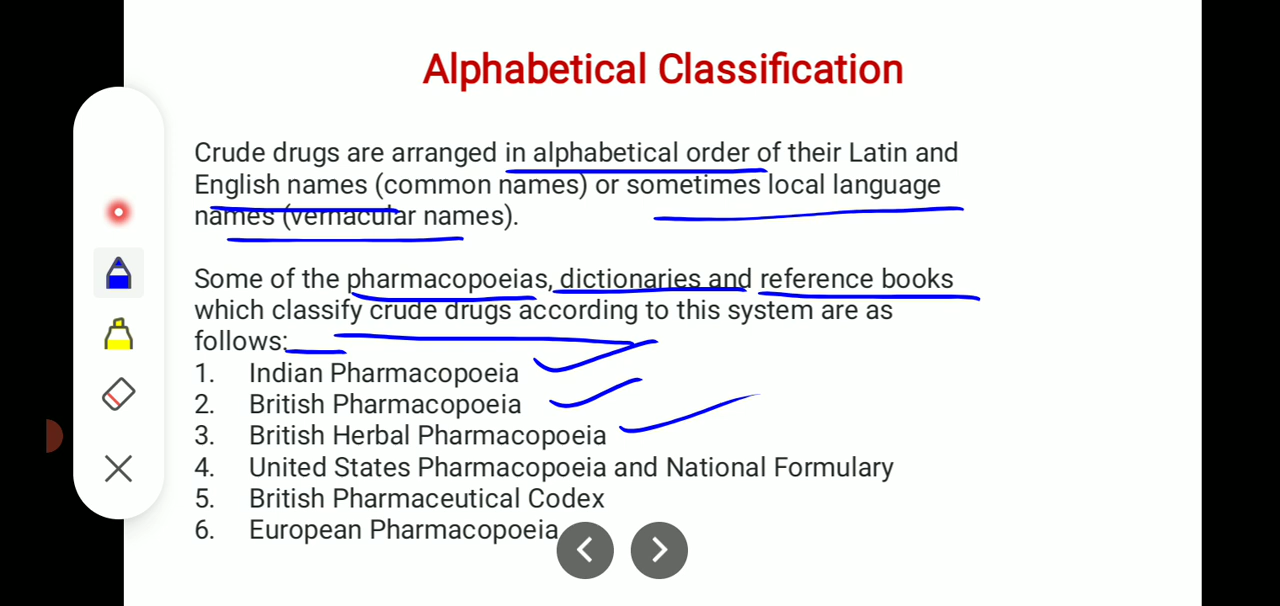 Alphabetical Classification
Crude drugs are arranged in alphabetical order of their Latin and
English names (common names) or sometimes local language
names (vernacular names).
Some of the pharmacopoeias, dictionaries and reference books
which classify crude drugs according to this system are as
follows:
1. Indian Pharmacopoeia
2. British Pharmacopoeia
3. British Herbal Pharmacopoeia
4. United States Pharmacopoeia and National Formulary
5. British Pharmaceutical Codex
6. European Pharmacopoeia